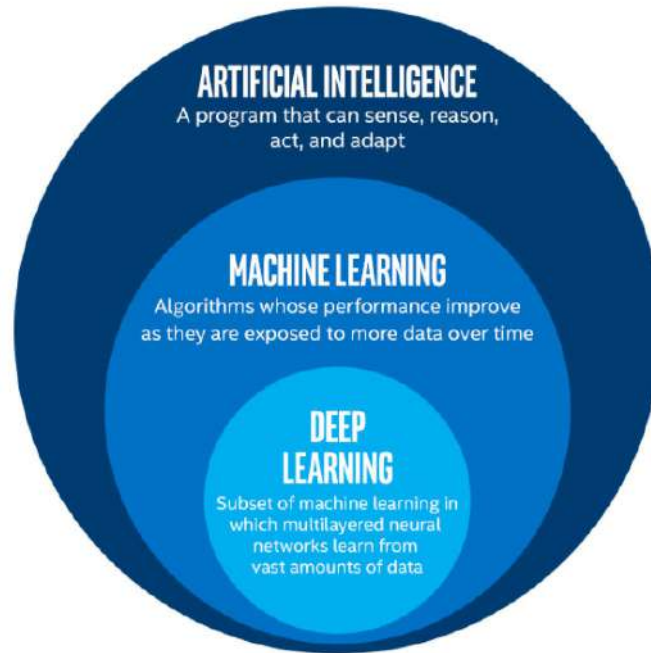 ARTIFICIAL INTELLIGENCE
A program that can sense, reason,
act, and adapt
MACHINE LEARNING
Algorithms whose performance improve
as they are exposed to more data over time
DEEP
LEARNING
Subset of machine learning in
which multilayered neural
networks learn from
vast amounts of data